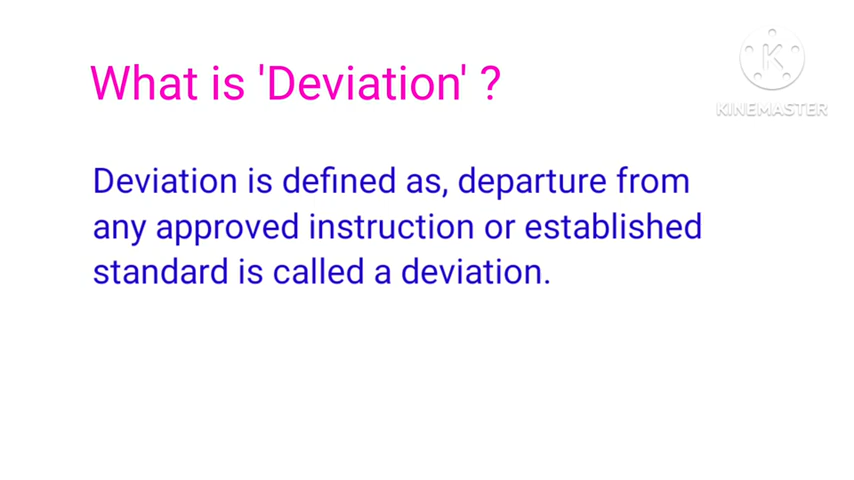 What is 'Deviation' ?
KINEMASTER
Deviation is defined as, departure from
any approved instruction or established
standard is called a deviation.